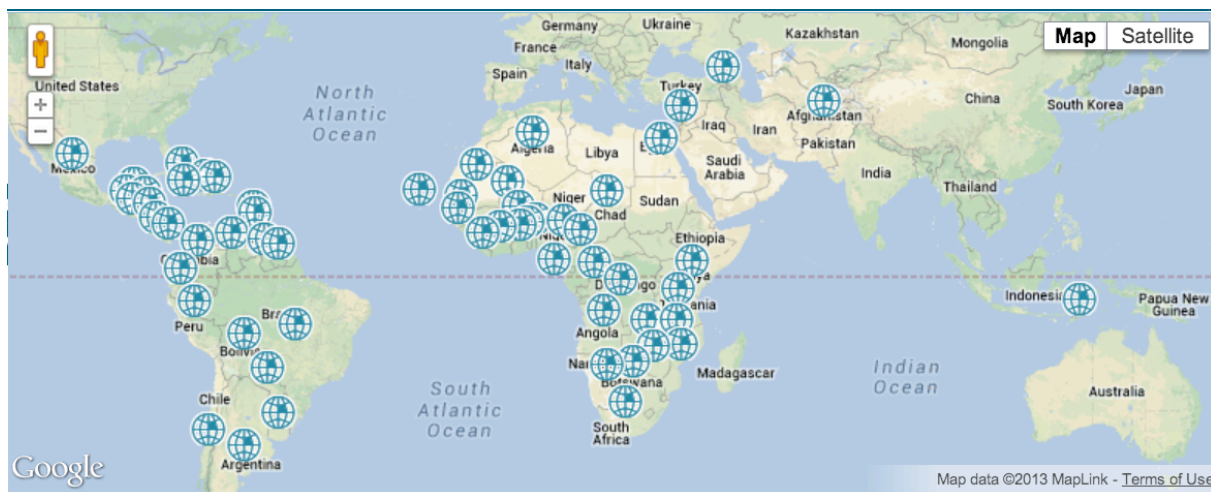 Germany
Ukraine
Kazakhstan
Mongolia
Map
Satellite
France
Italy
Spain
Turkey
United States
North
Atlantic
Ocean
China
Japan
South Korea
Afghanistan
Iraq
Iran
Pakistan
Algeria
Libya
Saudi
Arabia
India
Mexico
Thailand
Niger
Chad
Sudan
Ethiopia
Indonesia
Papua New
Guinea
Peru
Angola
Madagascar
Indian
Ocean
Botswana
Australia
South
Atlantic
Ocean
Chile
South
Africa
Argentina
Google
Map data ©2013 MapLink - Terms of Use